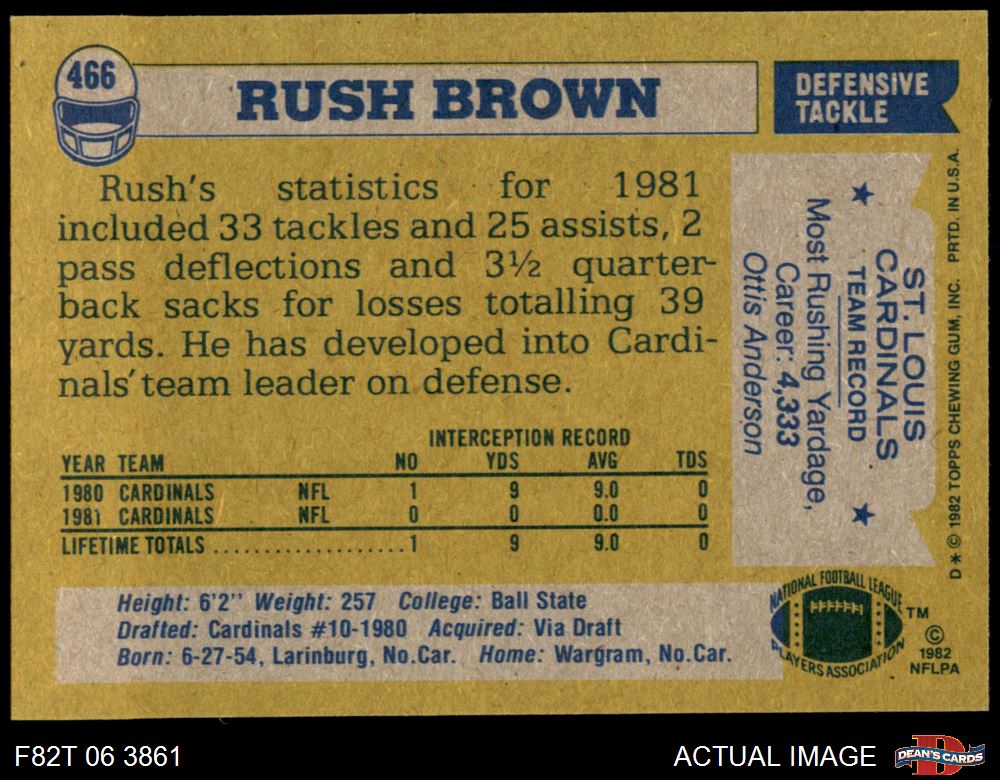 466
RUSH BROWN
DEFENSIVE
TACKLE
Rush's statistics for 1981
included 33 tackles and 25 assists, 2
pass deflections and 3½ quarter-
back sacks for losses totalling 39
yards. He has developed into Cardi-
nals' team leader on defense.
INTERCEPTION RECORD
YEAR TEAM NO YDS AVG TDS
1980 CARDINALS NFL 1 9 9.0 0
1981 CARDINALS NFL 0 0 0.0 0
LIFETIME TOTALS ................... 1 9 9.0 0
Height: 6'2" Weight: 257 College: Ball State
Drafted: Cardinals #10-1980 Acquired: Via Draft
Born: 6-27-54, Larinburg, No.Car. Home: Wargram, No.Car.
ST. LOUIS
CARDINALS
★ TEAM RECORD ★
Most Rushing Yardage,
Career: 4,333
Ottis Anderson
D * © 1982 TOPPS CHEWING GUM, INC. PRTD. IN U.S.A.
NATIONAL FOOTBALL LEAGUE
PLAYERS ASSOCIATION
TM
©
1982
NFLPA
F82T 06 3861
ACTUAL IMAGE
D
DEAN'S CARDS